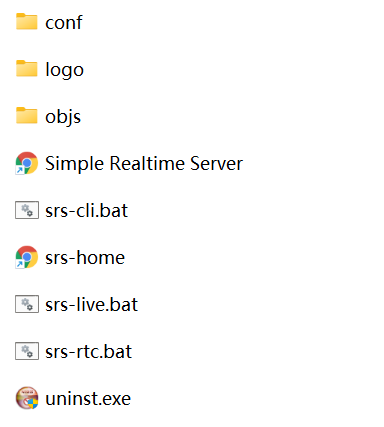 conf
logo
objs
Simple Realtime Server
srs-cli.bat
srs-home
srs-live.bat
srs-rtc.bat
uninst.exe